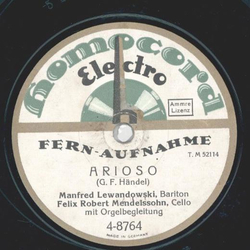 Homocord
Electro
Ammre
Lizenz
FERN-AUFNAHME
T. M 52114
ARIOSO
(G. F. Händel)
Manfred Lewandowski, Bariton
Felix Robert Mendelssohn, Cello
mit Orgelbegleitung
4-8764
MADE IN GERMANY